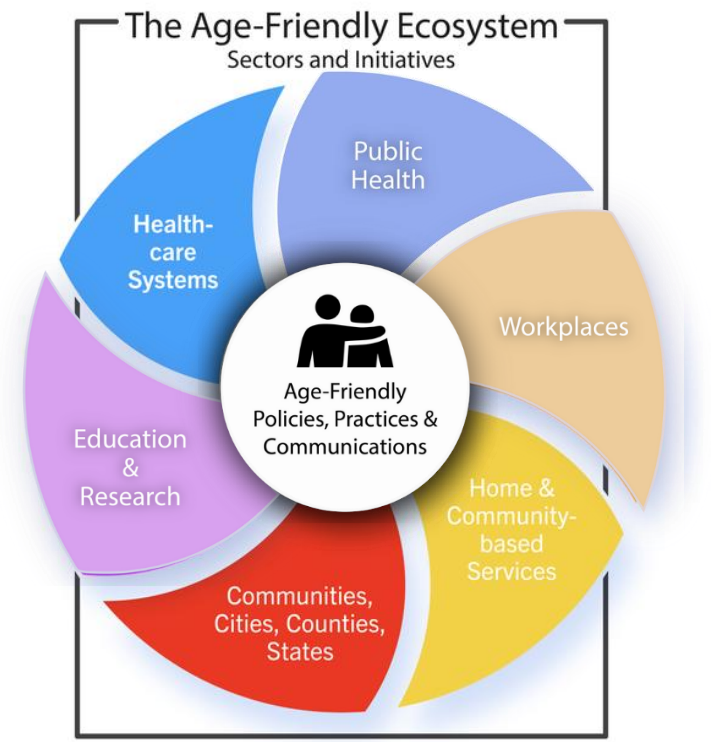 The Age-Friendly Ecosystem
Sectors and Initiatives
Public
Health
Workplaces
Home &
Community-
based
Services
Communities,
Cities, Counties,
States
Education
&
Research
Health-
care
Systems
Age-Friendly
Policies, Practices &
Communications